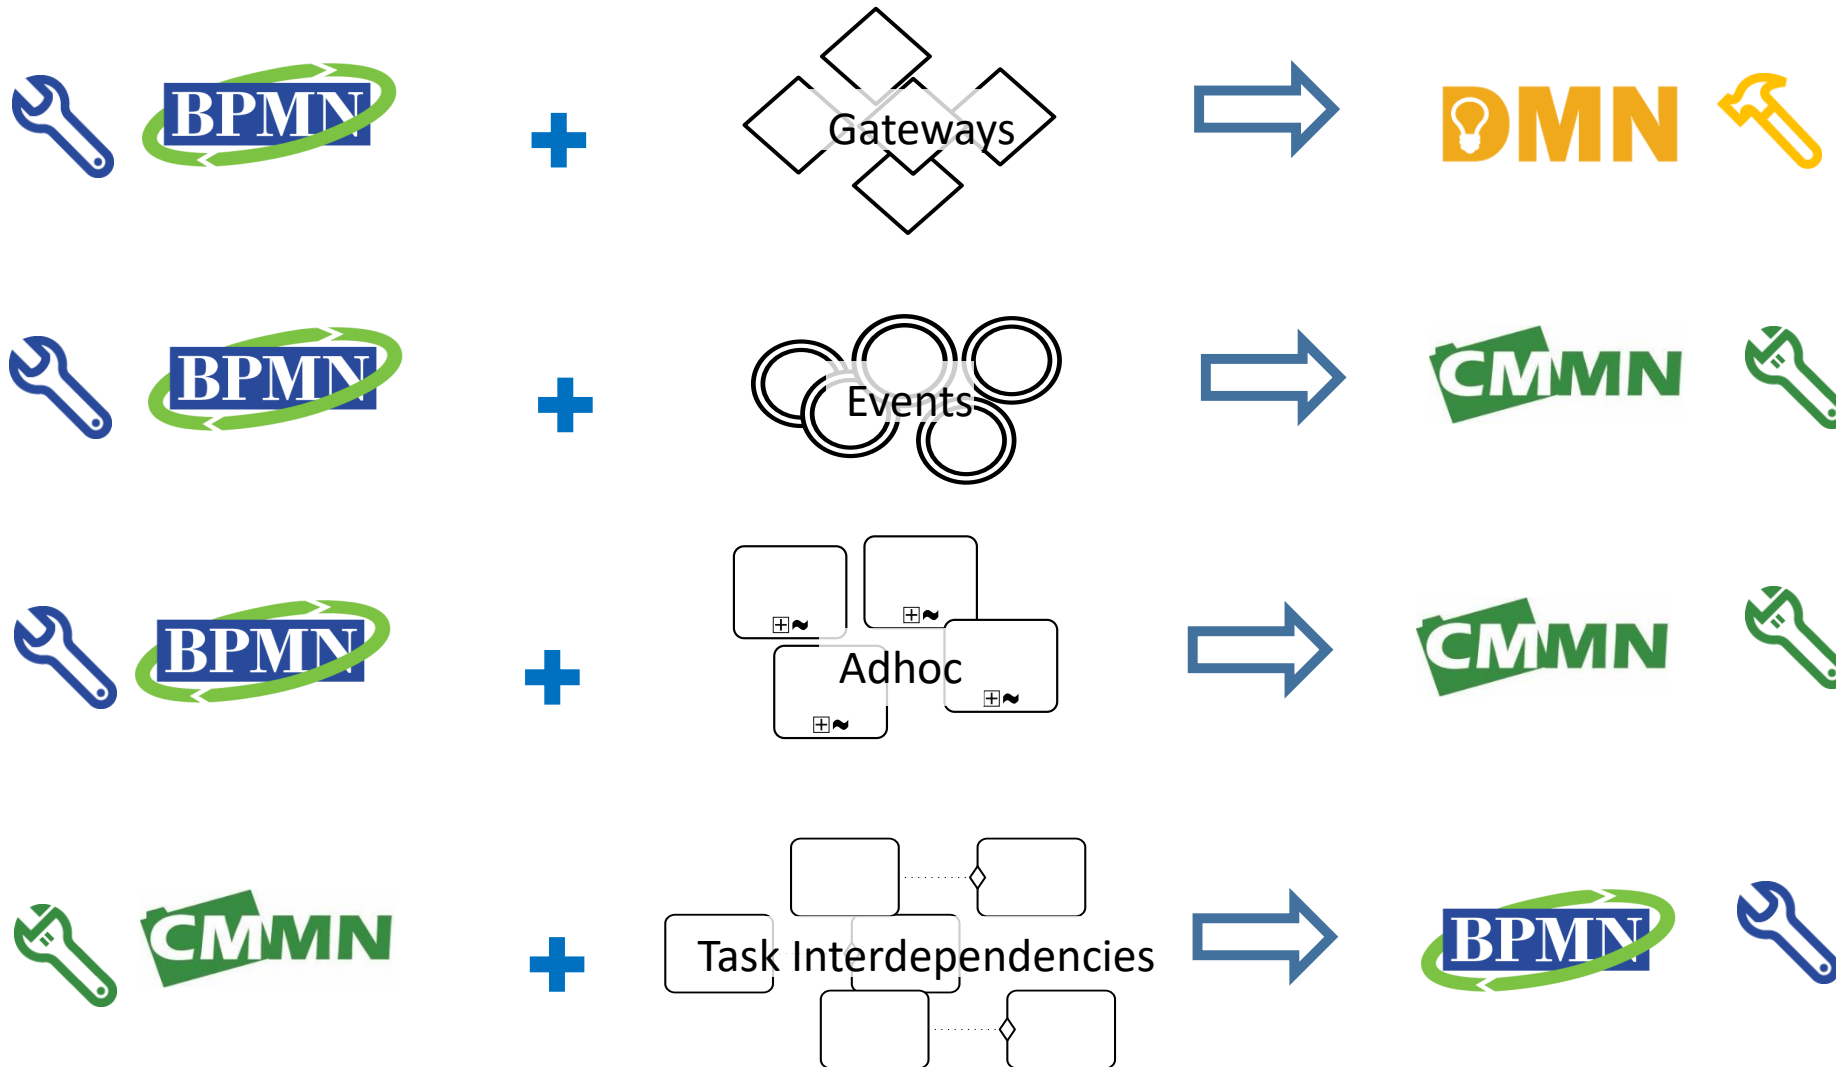 BPMN
Gateways
DMN
BPMN
Events
CMMN
BPMN
Adhoc
CMMN
CMMN
Task Interdependencies
BPMN